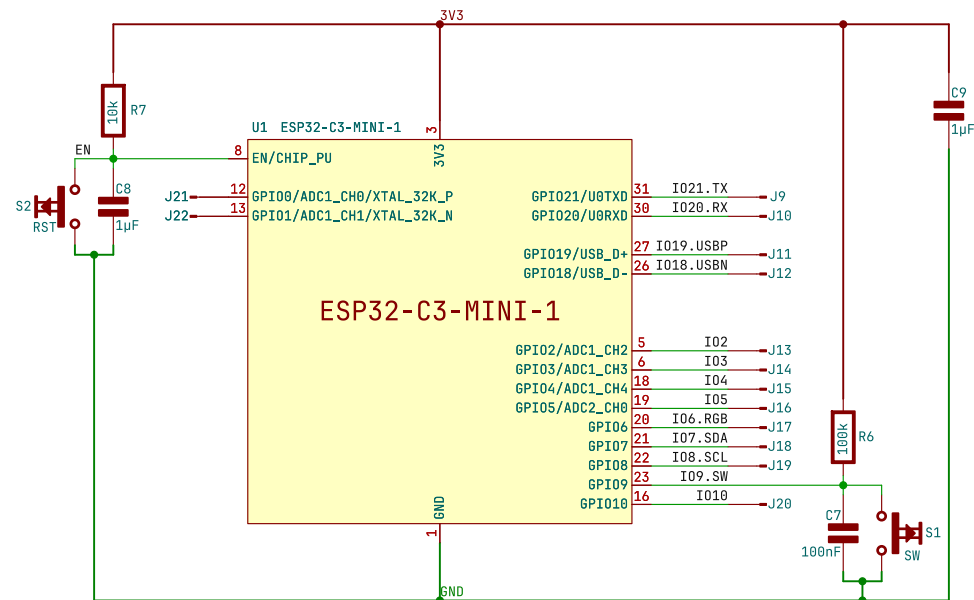 3V3
C9
1µF
10k
R7
U1 ESP32-C3-MINI-1
3
3V3
EN
8
EN/CHIP_PU
S2
RST
C8
1µF
J21
12
GPIO0/ADC1_CH0/XTAL_32K_P
J22
13
GPIO1/ADC1_CH1/XTAL_32K_N
GPIO21/U0TXD
31
IO21.TX
J9
GPIO20/U0RXD
30
IO20.RX
J10
GPIO19/USB_D+
27
IO19.USBP
J11
GPIO18/USB_D-
26
IO18.USBN
J12
ESP32-C3-MINI-1
GPIO2/ADC1_CH2
5
IO2
J13
GPIO3/ADC1_CH3
6
IO3
J14
GPIO4/ADC1_CH4
18
IO4
J15
GPIO5/ADC2_CH0
19
IO5
J16
GPIO6
20
IO6.RGB
J17
GPIO7
21
IO7.SDA
J18
GPIO8
22
IO8.SCL
J19
GPIO9
23
IO9.SW
GPIO10
16
IO10
J20
100k
R6
C7
100nF
S1
SW
GND
1
GND